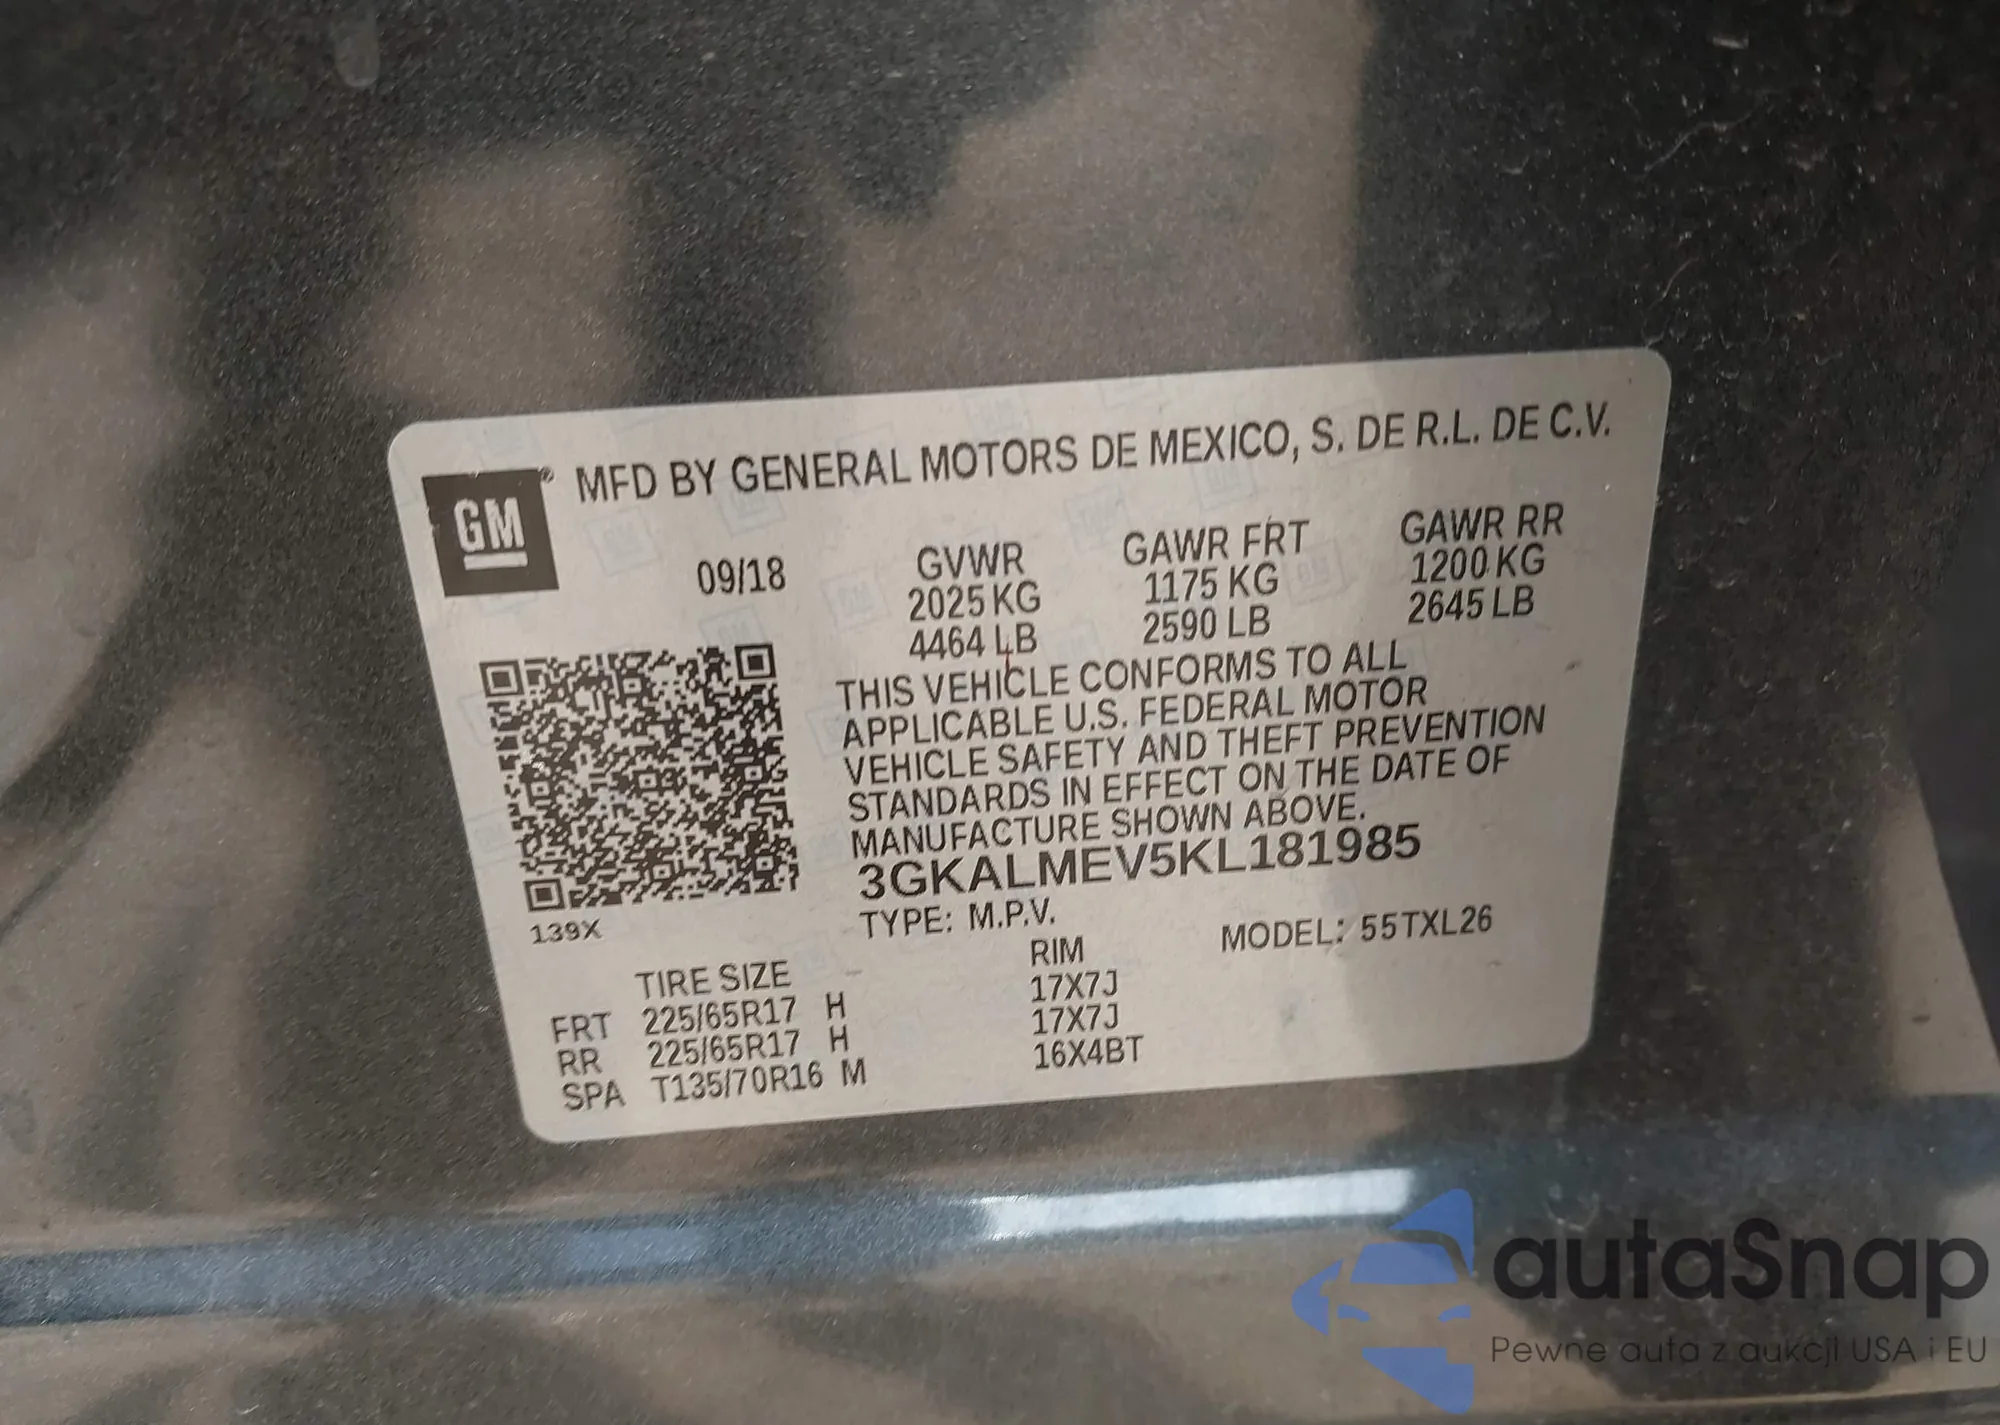 GM
MFD BY GENERAL MOTORS DE MEXICO, S. DE R.L. DE C.V.
09/18
GVWR GAWR FRT GAWR RR
2025 KG 1175 KG 1200 KG
4464 LB 2590 LB 2645 LB
THIS VEHICLE CONFORMS TO ALL
APPLICABLE U.S. FEDERAL MOTOR
VEHICLE SAFETY AND THEFT PREVENTION
STANDARDS IN EFFECT ON THE DATE OF
MANUFACTURE SHOWN ABOVE.
3GKALMEV5KL181985
139X
TYPE: M.P.V. MODEL: 55TXL26
TIRE SIZE RIM
FRT 225/65R17 H 17X7J
RR 225/65R17 H 17X7J
SPA T135/70R16 M 16X4BT
autaSnap
Pewne auta z aukcji USA i EU